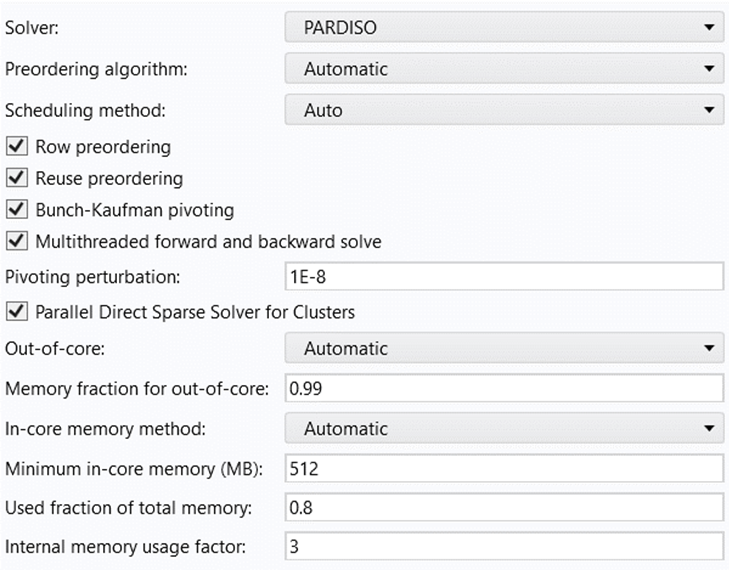 Solver: PARDISO
Preordering algorithm: Automatic
Scheduling method: Auto
Row preordering
Reuse preordering
Bunch-Kaufman pivoting
Multithreaded forward and backward solve
Pivoting perturbation: 1E-8
Parallel Direct Sparse Solver for Clusters
Out-of-core: Automatic
Memory fraction for out-of-core: 0.99
In-core memory method: Automatic
Minimum in-core memory (MB): 512
Used fraction of total memory: 0.8
Internal memory usage factor: 3